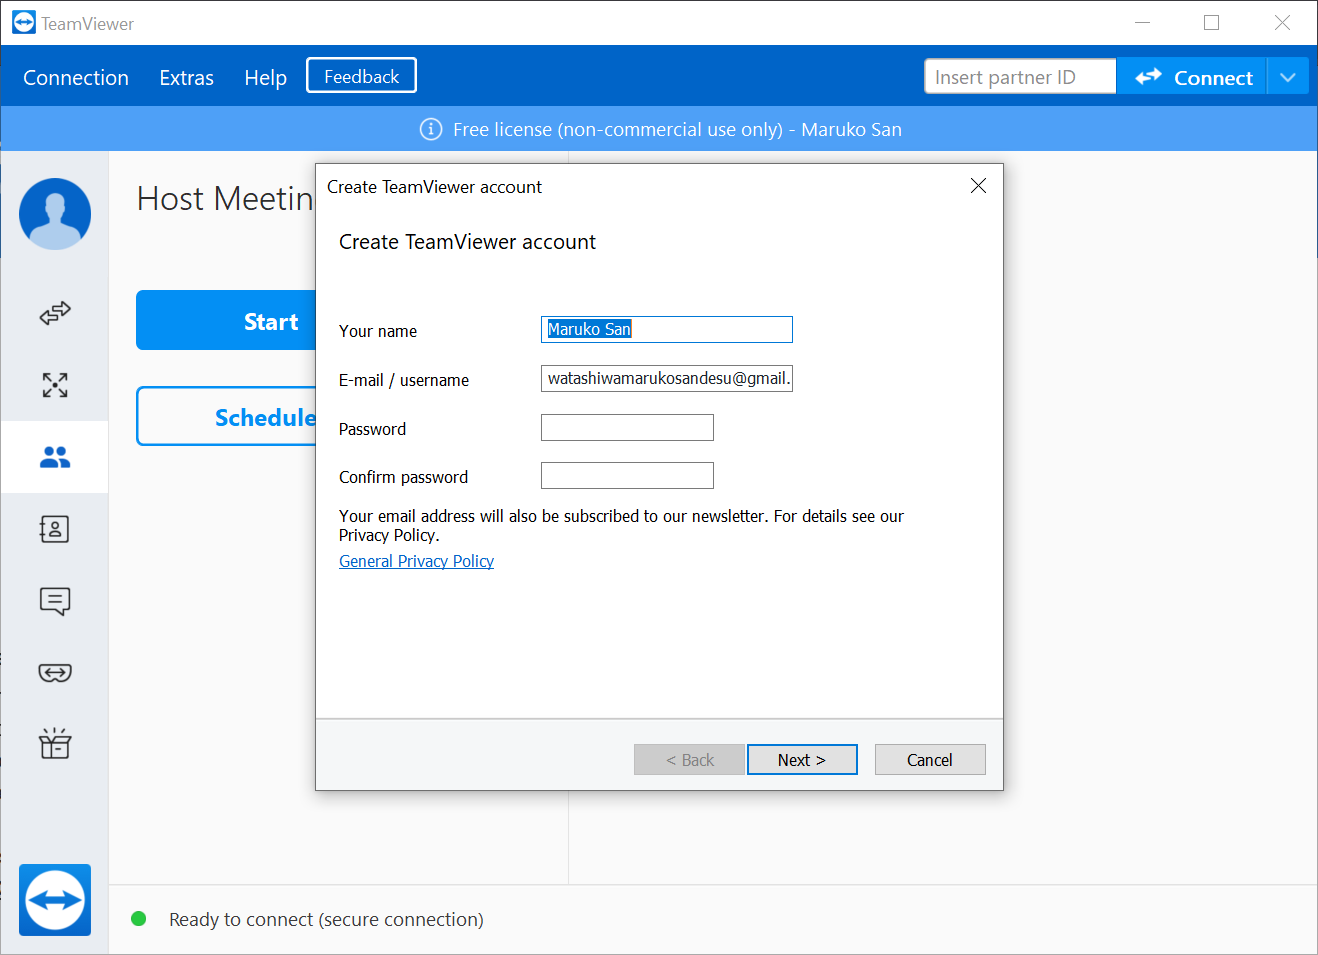 TeamViewer
Connection Extras Help Feedback Insert partner ID Connect
Free license (non-commercial use only) - Maruko San
Host Meetin
Start
Schedule
Create TeamViewer account
Create TeamViewer account
Your name Maruko San
E-mail / username watashiwamarukosandesu@gmail.
Password
Confirm password
Your email address will also be subscribed to our newsletter. For details see our
Privacy Policy.
General Privacy Policy
< Back Next > Cancel
Ready to connect (secure connection)